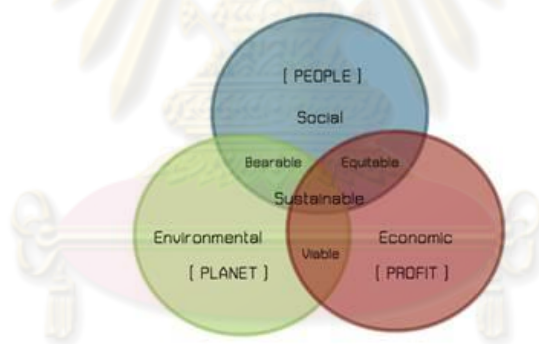 [ PEOPLE ]
Social
Bearable
Equitable
Sustainable
Environmental
Economic
Viable
[ PLANET ]
[ PROFIT ]